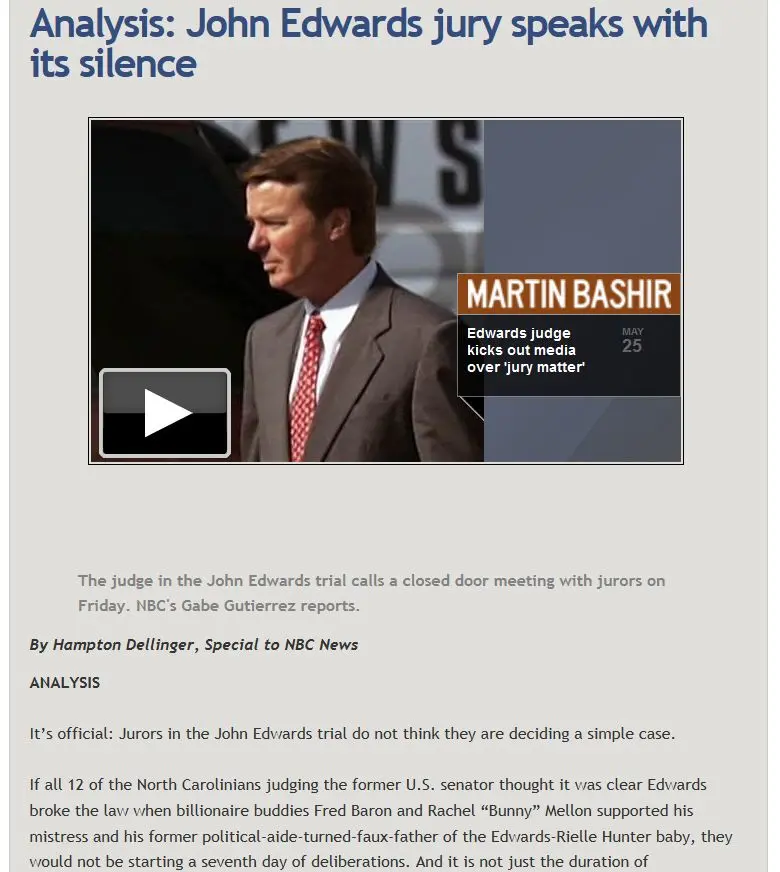 Analysis: John Edwards jury speaks with
its silence
EWS
MARTIN BASHIR
Edwards judge
kicks out media
over 'jury matter'
MAY
25
The judge in the John Edwards trial calls a closed door meeting with jurors on
Friday. NBC's Gabe Gutierrez reports.
By Hampton Dellinger, Special to NBC News
ANALYSIS
It’s official: Jurors in the John Edwards trial do not think they are deciding a simple case.
If all 12 of the North Carolinians judging the former U.S. senator thought it was clear Edwards
broke the law when billionaire buddies Fred Baron and Rachel “Bunny” Mellon supported his
mistress and his former political-aide-turned-faux-father of the Edwards-Rielle Hunter baby, they
would not be starting a seventh day of deliberations. And it is not just the duration of